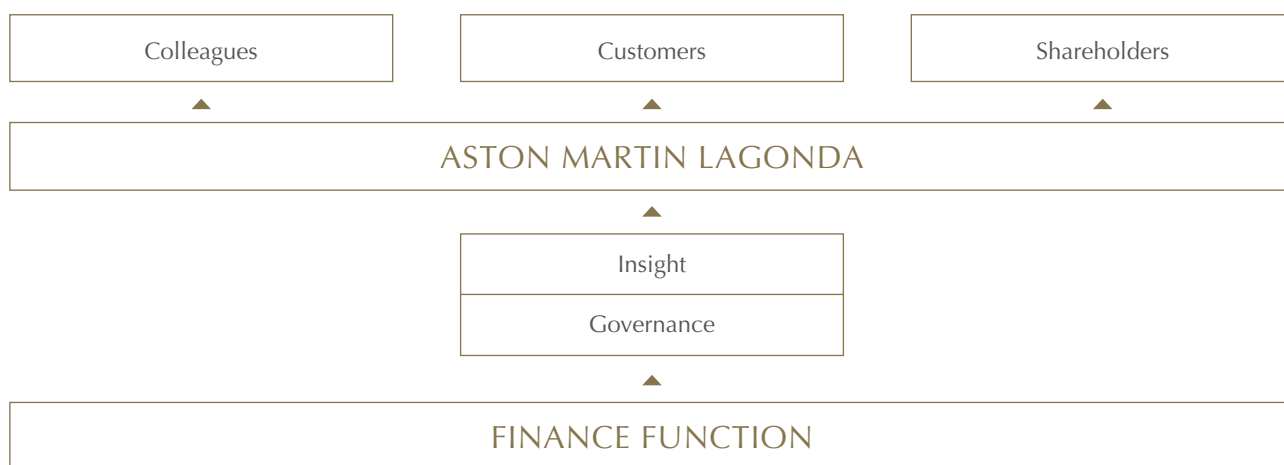 Colleagues
Customers
Shareholders
ASTON MARTIN LAGONDA
Insight
Governance
FINANCE FUNCTION